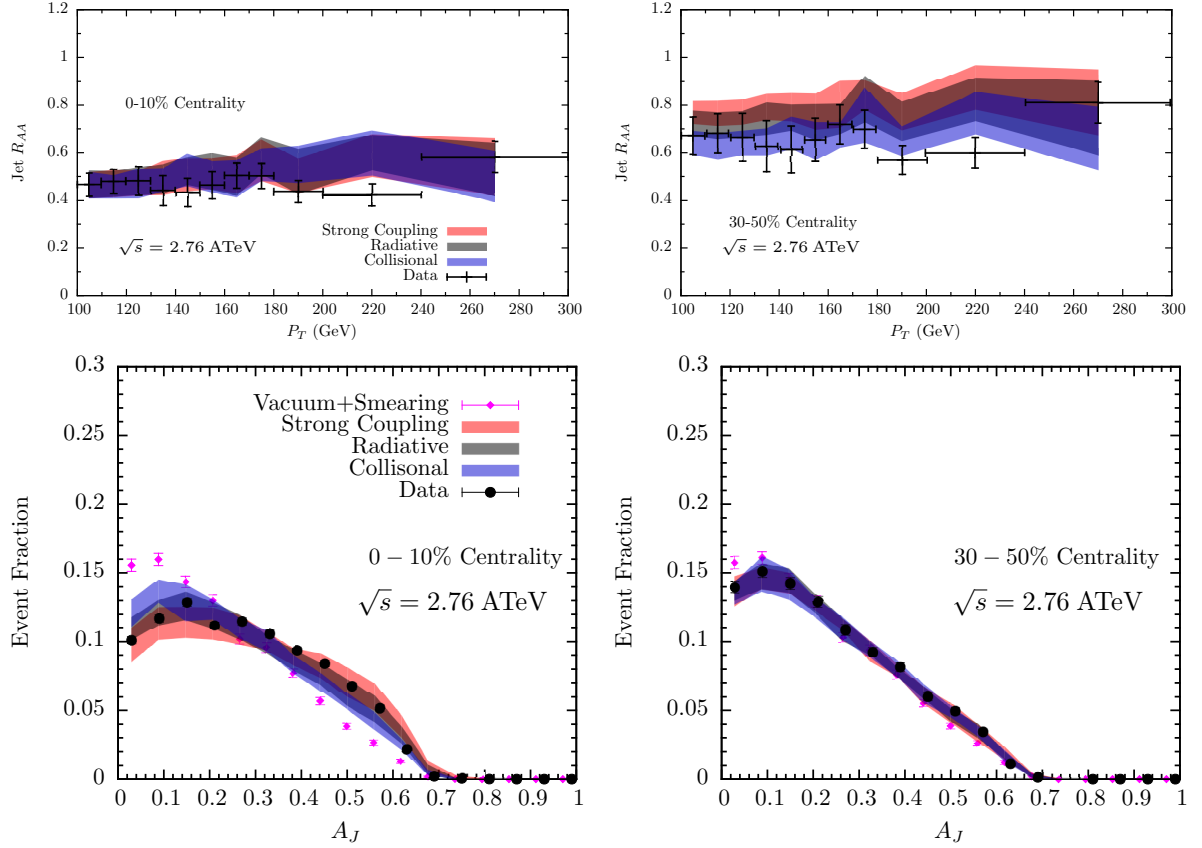 1.2
1
0.8
0.6
0.4
0.2
0
Jet R_AA
0-10% Centrality
√s = 2.76 ATeV
Strong Coupling
Radiative
Collisional
Data
100 120 140 160 180 200 220 240 260 280 300
P_T (GeV)
1.2
1
0.8
0.6
0.4
0.2
0
Jet R_AA
30-50% Centrality
√s = 2.76 ATeV
100 120 140 160 180 200 220 240 260 280 300
P_T (GeV)
0.3
0.25
0.2
0.15
0.1
0.05
0
Event Fraction
Vacuum+Smearing
Strong Coupling
Radiative
Collisonal
Data
0 − 10% Centrality
√s = 2.76 ATeV
0 0.1 0.2 0.3 0.4 0.5 0.6 0.7 0.8 0.9 1
A_J
0.3
0.25
0.2
0.15
0.1
0.05
0
Event Fraction
30 − 50% Centrality
√s = 2.76 ATeV
0 0.1 0.2 0.3 0.4 0.5 0.6 0.7 0.8 0.9 1
A_J